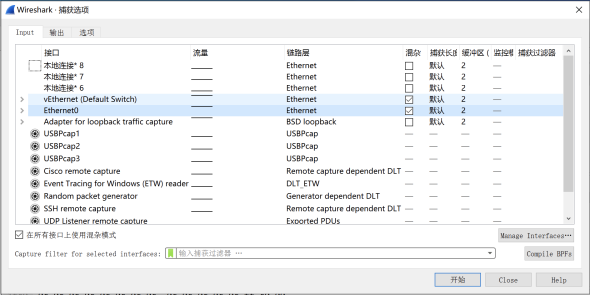 Wireshark · 捕获选项
Input 输出 选项
接口 流量 链路层 混杂 捕获长度 缓冲区 ( 监控模 捕获过滤器
本地连接* 8 Ethernet 默认 2 —
本地连接* 7 Ethernet 默认 2 —
本地连接* 6 Ethernet 默认 2 —
vEthernet (Default Switch) Ethernet 默认 2 —
Ethernet0 Ethernet 默认 2 —
Adapter for loopback traffic capture BSD loopback 默认 2 —
USBPcap1 USBPcap — — — —
USBPcap2 USBPcap — — — —
USBPcap3 USBPcap — — — —
Cisco remote capture Remote capture dependent DLT — — — —
Event Tracing for Windows (ETW) reader DLT_ETW — — — —
Random packet generator Generator dependent DLT — — — —
SSH remote capture Remote capture dependent DLT — — — —
UDP Listener remote capture Exported PDUs — — — —
在所有接口上使用混杂模式
Manage Interfaces…
Capture filter for selected interfaces: 输入捕获过滤器 …
Compile BPFs
开始 Close Help